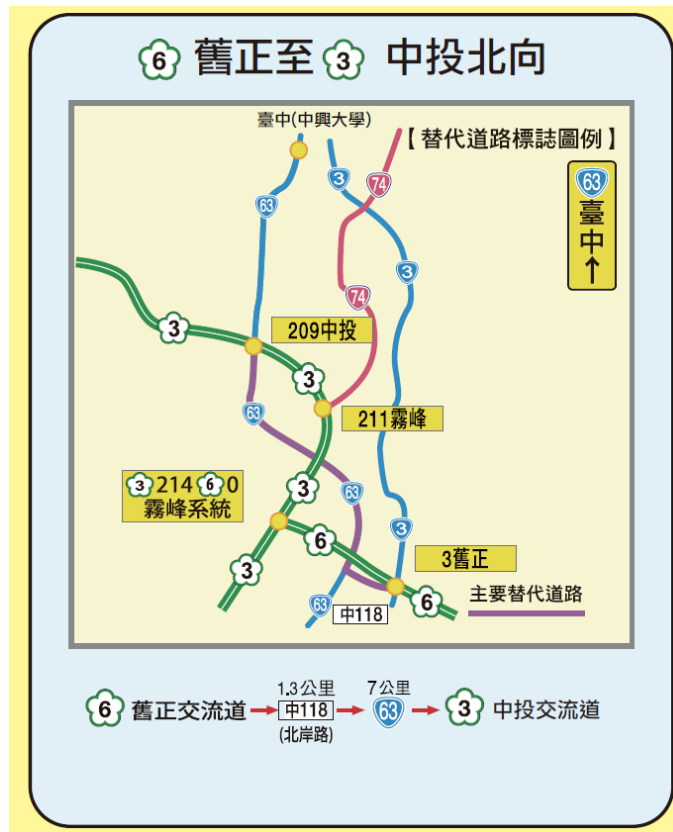 6 舊正至 3 中投北向
臺中(中興大學)
【替代道路標誌圖例】
63
臺中↑
3
74
63
3
74
3
209中投
3
211霧峰
63
3 214 6 0
霧峰系統
3
63
3
6
3舊正
3
63
中118
6
主要替代道路
1.3公里 7公里
6 舊正交流道 → 中118 → 63 → 3 中投交流道
(北岸路)